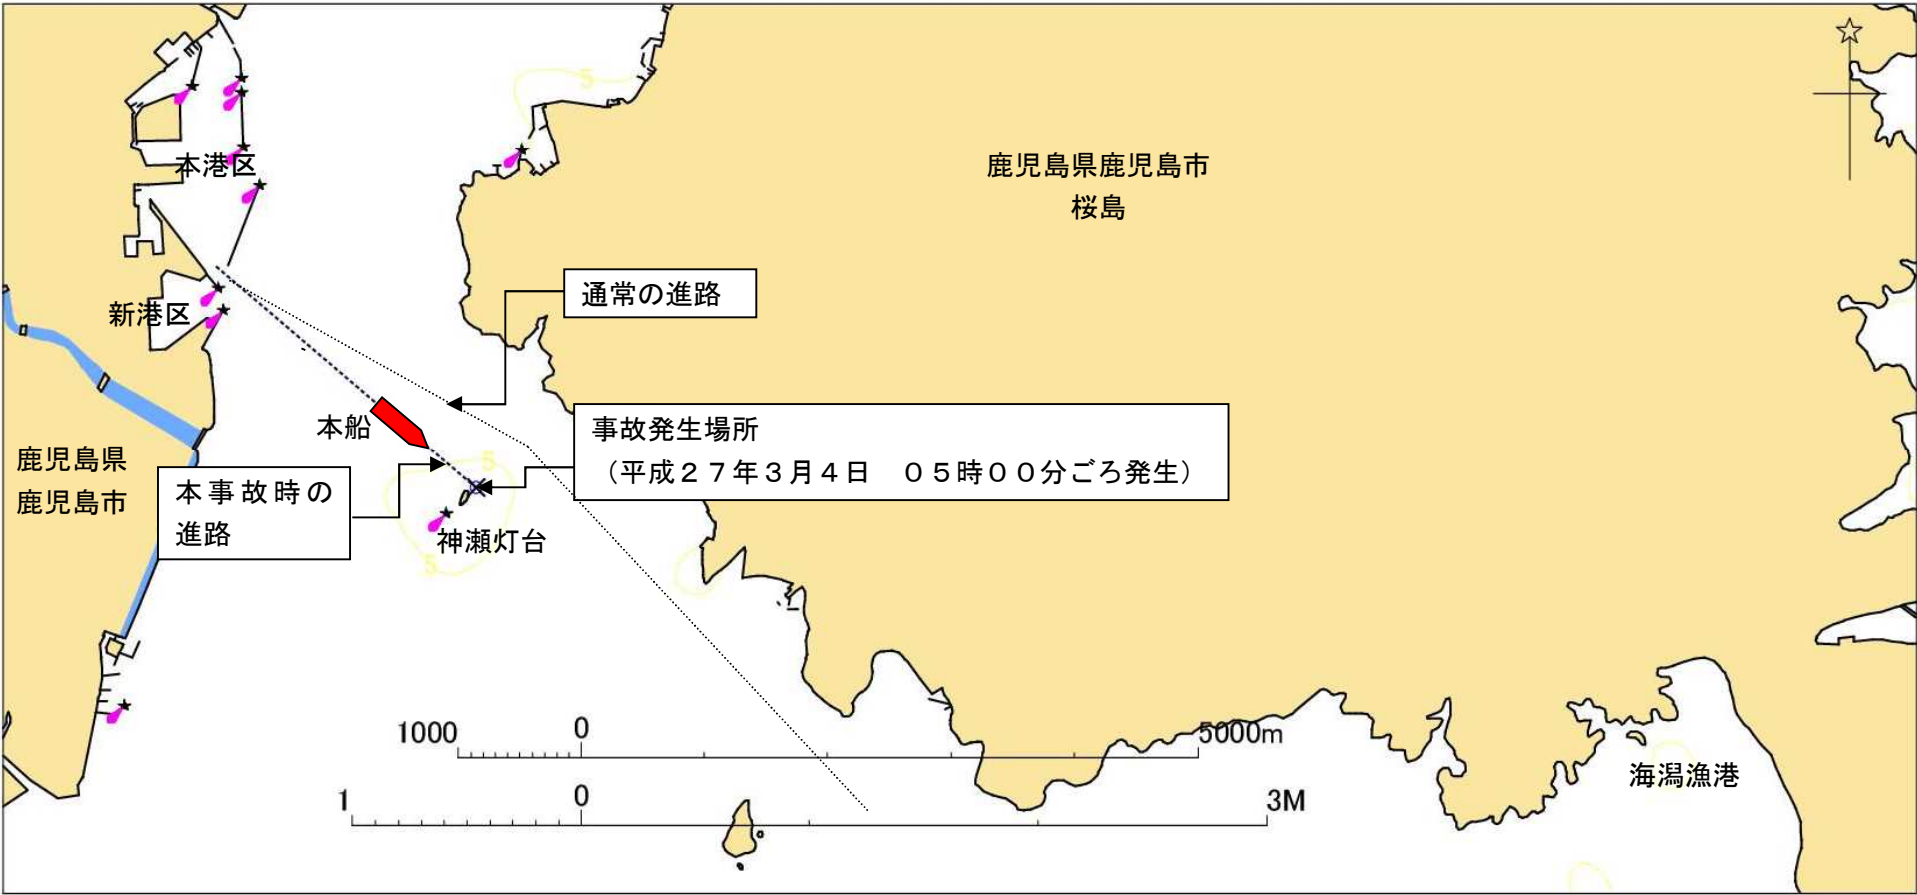 5
本港区
鹿児島県鹿児島市
桜島
通常の進路
新港区
本船
事故発生場所
（平成２７年３月４日　０５時００分ごろ発生）
鹿児島県
鹿児島市
5
本事故時の
進路
神瀬灯台
5
1000 0 5000m
海潟漁港
1 0 3M